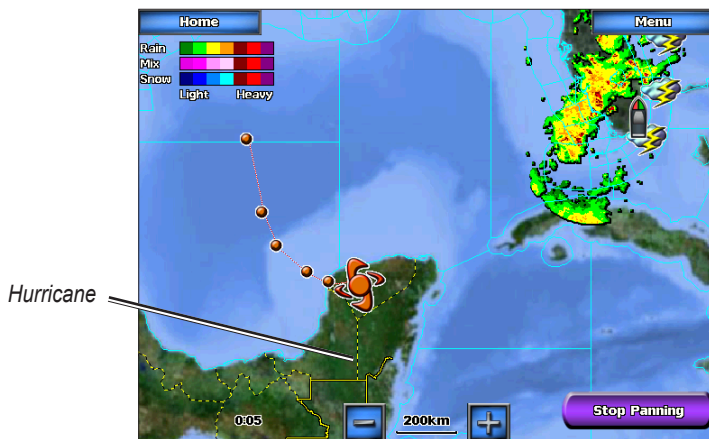 Home
Menu
Rain
Mix
Snow
Light Heavy
Hurricane
0:05
200km
Stop Panning